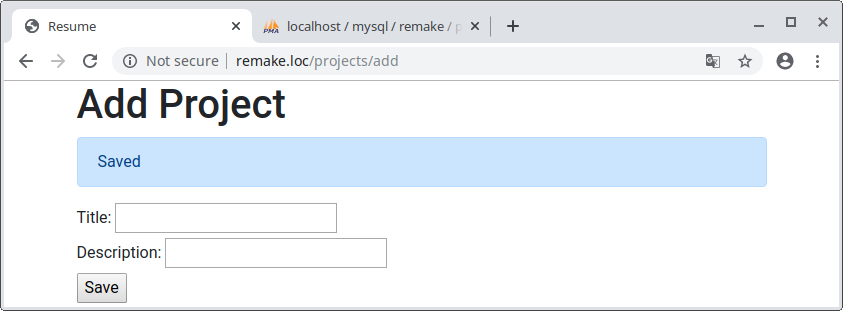 Resume
PMA localhost / mysql / remake / p
Not secure remake.loc/projects/add
Add Project
Saved
Title:
Description:
Save